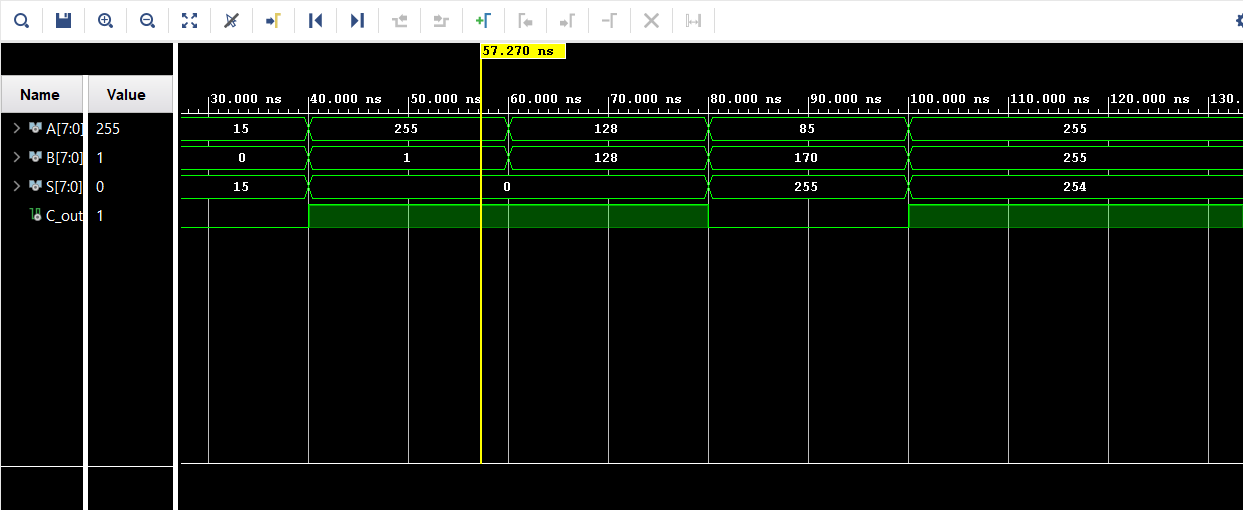 57.270 ns
Name Value 30.000 ns 40.000 ns 50.000 ns 60.000 ns 70.000 ns 80.000 ns 90.000 ns 100.000 ns 110.000 ns 120.000 ns 130.
A[7:0] 255 15 255 128 85 255
B[7:0] 1 0 1 128 170 255
S[7:0] 0 15 0 255 254
C_out 1